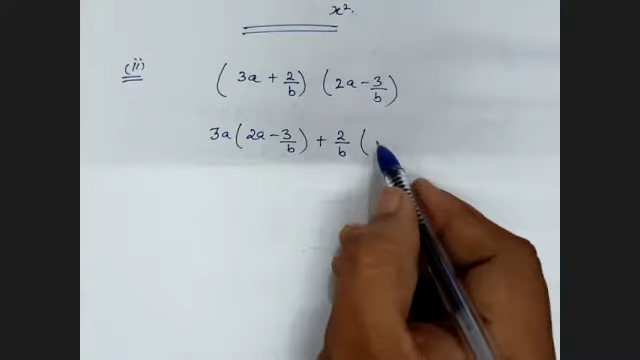 x².
(ii) (3a + 2/b) (2a - 3/b)
3a(2a - 3/b) + 2/b (